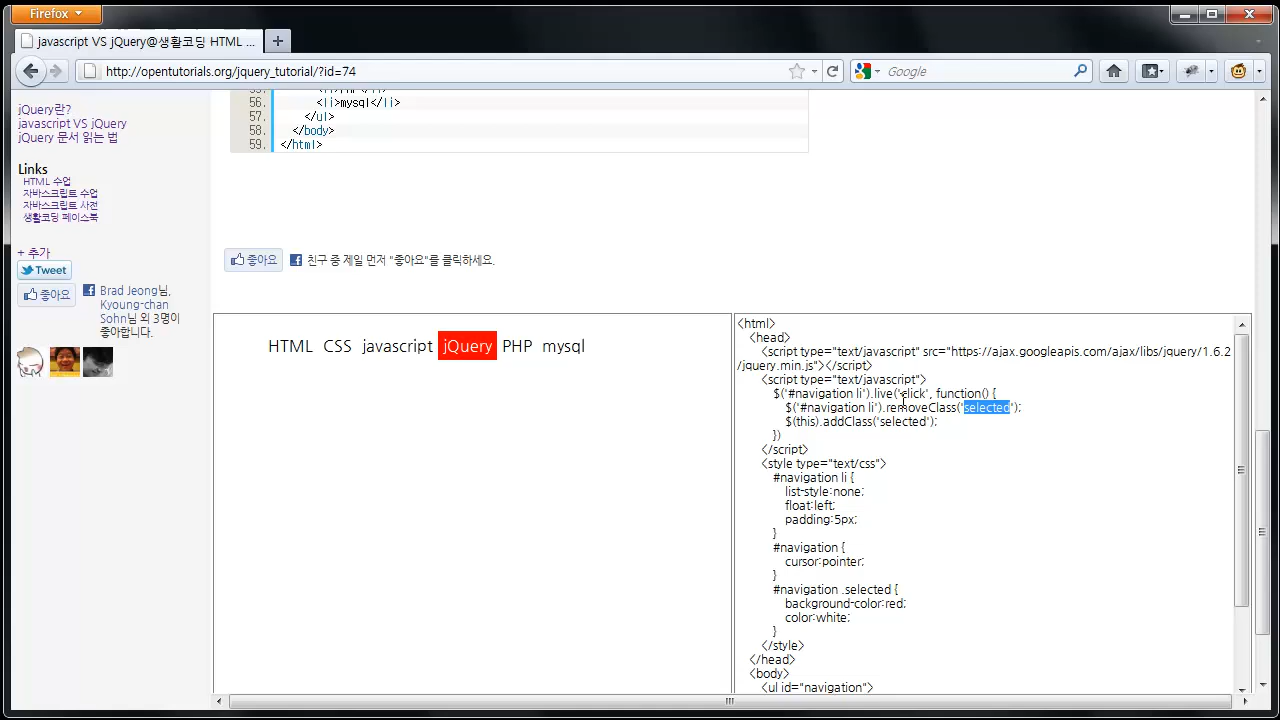 Firefox
javascript VS jQuery@생활코딩 HTML ...
http://opentutorials.org/jquery_tutorial/?id=74
Google
jQuery란?
javascript VS jQuery
jQuery 문서 읽는 법
Links
HTML 수업
자바스크립트 수업
자바스크립트 사전
생활코딩 페이스북
+ 추가
Tweet
좋아요
Brad Jeong님,
Kyoung-chan
Sohn님 외 3명이
좋아합니다.
56. <li>mysql</li>
57. </ul>
58. </body>
59. </html>
좋아요
친구 중 제일 먼저 "좋아요"를 클릭하세요.
HTML CSS javascript jQuery PHP mysql
<html>
<head>
<script type="text/javascript" src="https://ajax.googleapis.com/ajax/libs/jquery/1.6.2
/jquery.min.js"></script>
<script type="text/javascript">
$('#navigation li').live('click', function() {
$('#navigation li').removeClass('selected');
$(this).addClass('selected');
})
</script>
<style type="text/css">
#navigation li {
list-style:none;
float:left;
padding:5px;
}
#navigation {
cursor:pointer;
}
#navigation .selected {
background-color:red;
color:white;
}
</style>
</head>
<body>
<ul id="navigation">